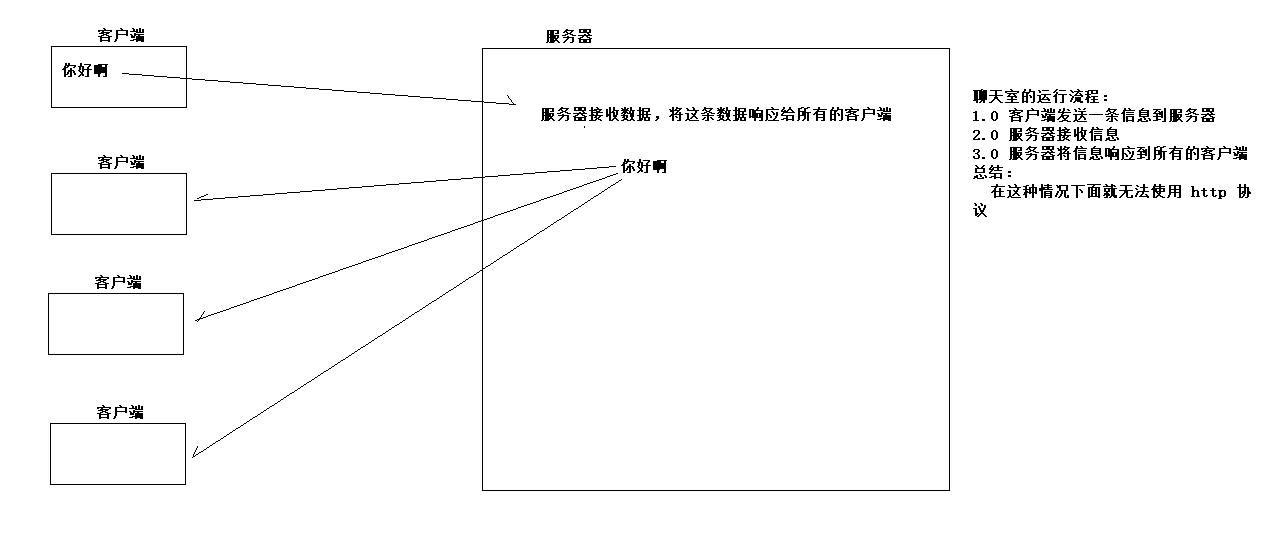 客户端
你好啊
客户端
客户端
客户端
服务器
服务器接收数据，将这条数据响应给所有的客户端
你好啊
聊天室的运行流程：
1.0 客户端发送一条信息到服务器
2.0 服务器接收信息
3.0 服务器将信息响应到所有的客户端
总结：
在这种情况下面就无法使用 http 协
议